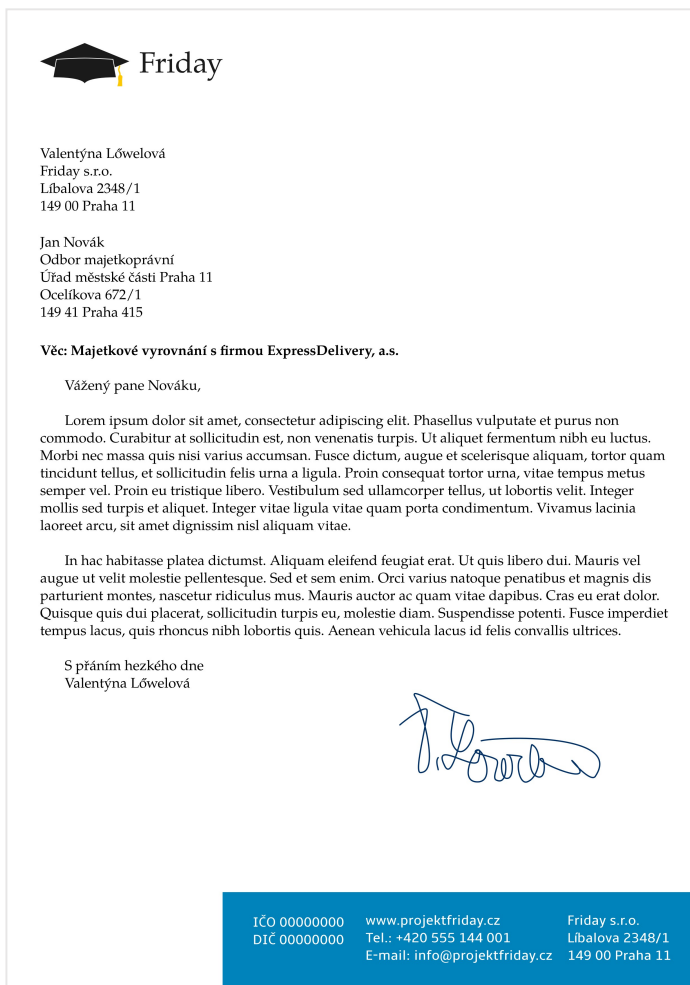 Friday
Valentýna Lőwelová
Friday s.r.o.
Líbalova 2348/1
149 00 Praha 11
Jan Novák
Odbor majetkoprávní
Úřad městské části Praha 11
Ocelíkova 672/1
149 41 Praha 415
Věc: Majetkové vyrovnání s firmou ExpressDelivery, a.s.
Vážený pane Nováku,
Lorem ipsum dolor sit amet, consectetur adipiscing elit. Phasellus vulputate et purus non
commodo. Curabitur at sollicitudin est, non venenatis turpis. Ut aliquet fermentum nibh eu luctus.
Morbi nec massa quis nisi varius accumsan. Fusce dictum, augue et scelerisque aliquam, tortor quam
tincidunt tellus, et sollicitudin felis urna a ligula. Proin consequat tortor urna, vitae tempus metus
semper vel. Proin eu tristique libero. Vestibulum sed ullamcorper tellus, ut lobortis velit. Integer
mollis sed turpis et aliquet. Integer vitae ligula vitae quam porta condimentum. Vivamus lacinia
laoreet arcu, sit amet dignissim nisl aliquam vitae.
In hac habitasse platea dictumst. Aliquam eleifend feugiat erat. Ut quis libero dui. Mauris vel
augue ut velit molestie pellentesque. Sed et sem enim. Orci varius natoque penatibus et magnis dis
parturient montes, nascetur ridiculus mus. Mauris auctor ac quam vitae dapibus. Cras eu erat dolor.
Quisque quis dui placerat, sollicitudin turpis eu, molestie diam. Suspendisse potenti. Fusce imperdiet
tempus lacus, quis rhoncus nibh lobortis quis. Aenean vehicula lacus id felis convallis ultrices.
S přáním hezkého dne
Valentýna Lőwelová
IČO 00000000
DIČ 00000000
www.projektfriday.cz
Tel.: +420 555 144 001
E-mail: info@projektfriday.cz
Friday s.r.o.
Líbalova 2348/1
149 00 Praha 11